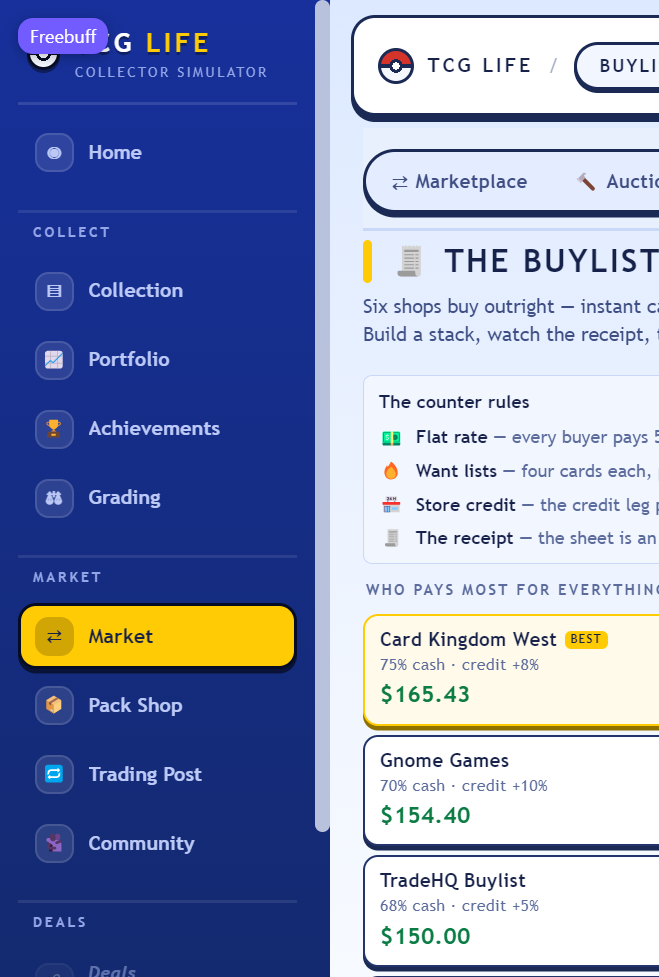 Freebuff
CG LIFE
COLLECTOR SIMULATOR
Home
COLLECT
Collection
Portfolio
Achievements
Grading
MARKET
Market
Pack Shop
Trading Post
Community
DEALS
Deals
TCG LIFE / BUYLI
Marketplace
Auctio
THE BUYLIST
Six shops buy outright — instant ca
Build a stack, watch the receipt, t
The counter rules
Flat rate — every buyer pays 5
Want lists — four cards each,
Store credit — the credit leg p
The receipt — the sheet is an
WHO PAYS MOST FOR EVERYTHING
Card Kingdom West BEST
75% cash · credit +8%
$165.43
Gnome Games
70% cash · credit +10%
$154.40
TradeHQ Buylist
68% cash · credit +5%
$150.00